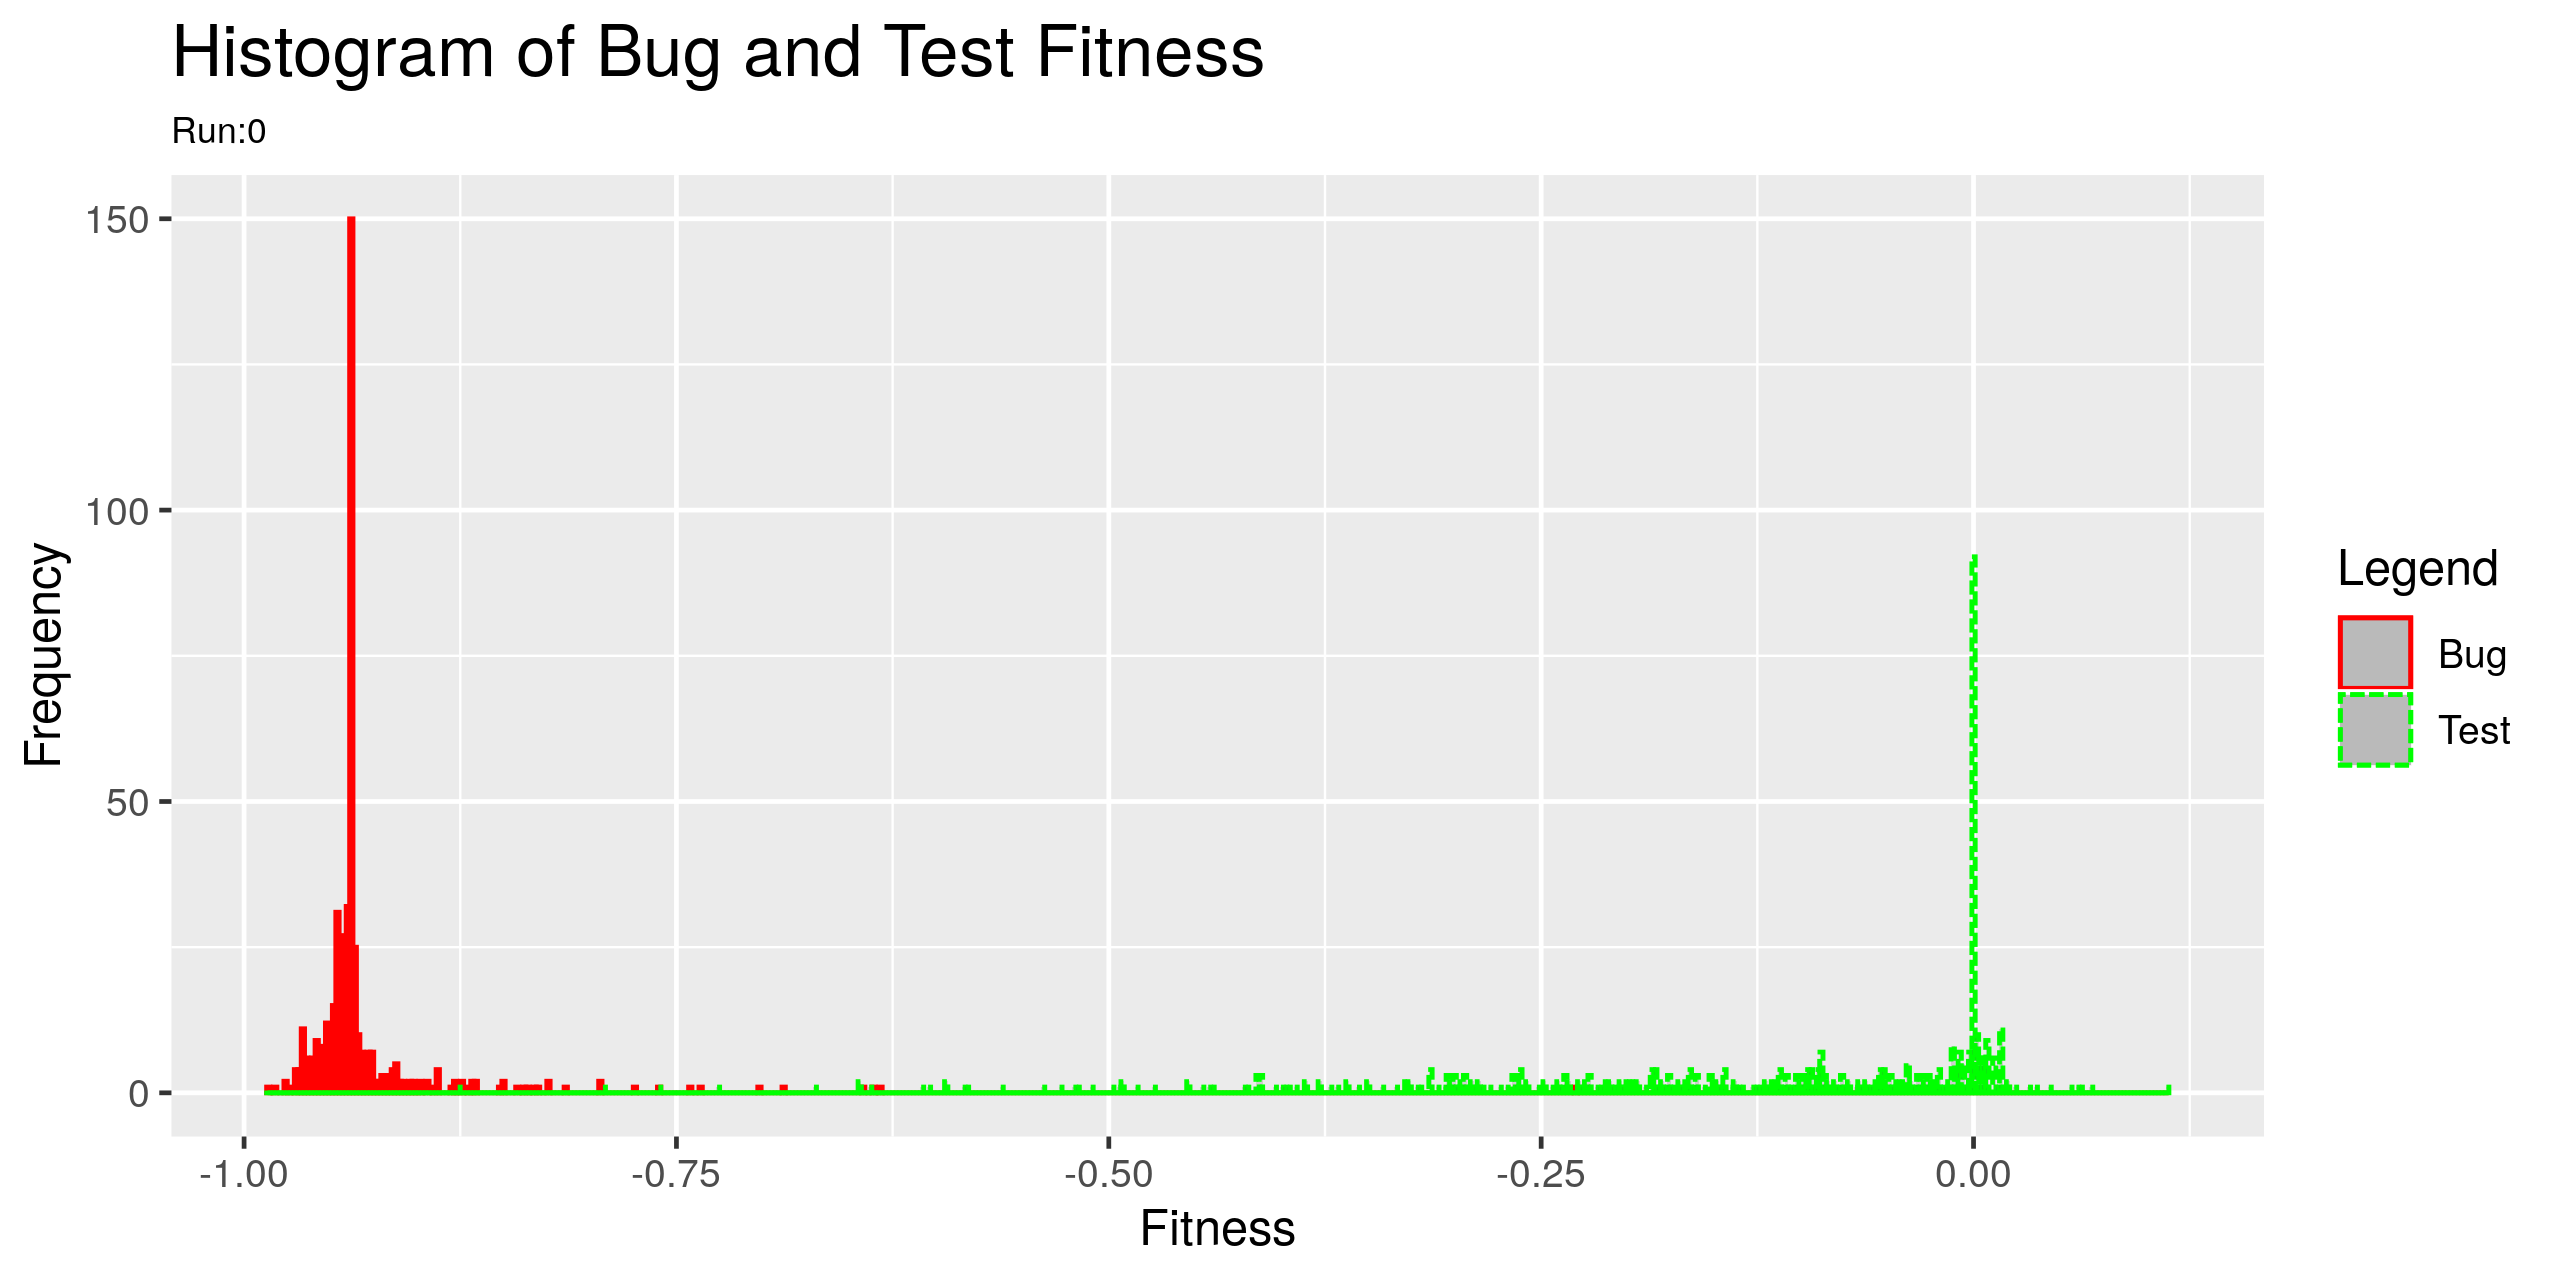 Histogram of Bug and Test Fitness
Run:0
Frequency
150
100
50
0
-1.00 -0.75 -0.50 -0.25 0.00
Fitness
Legend
Bug
Test